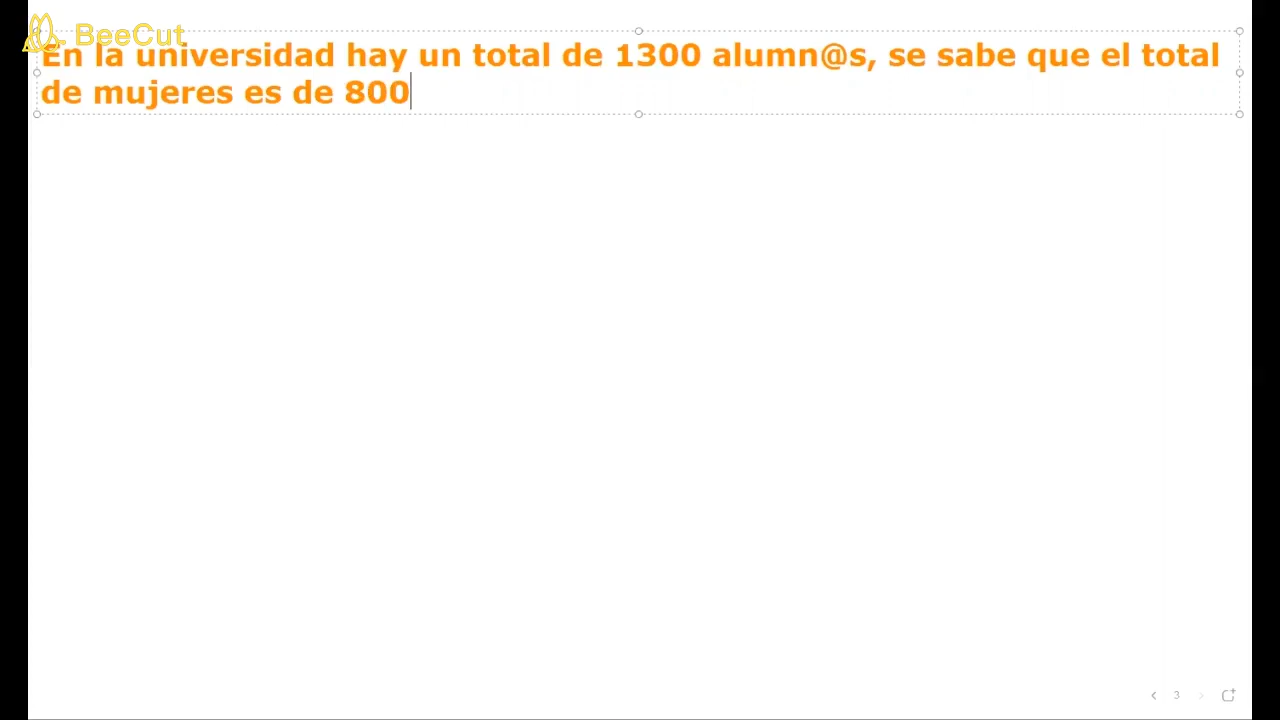 BeeCut
En la universidad hay un total de 1300 alumn@s, se sabe que el total
de mujeres es de 800
3